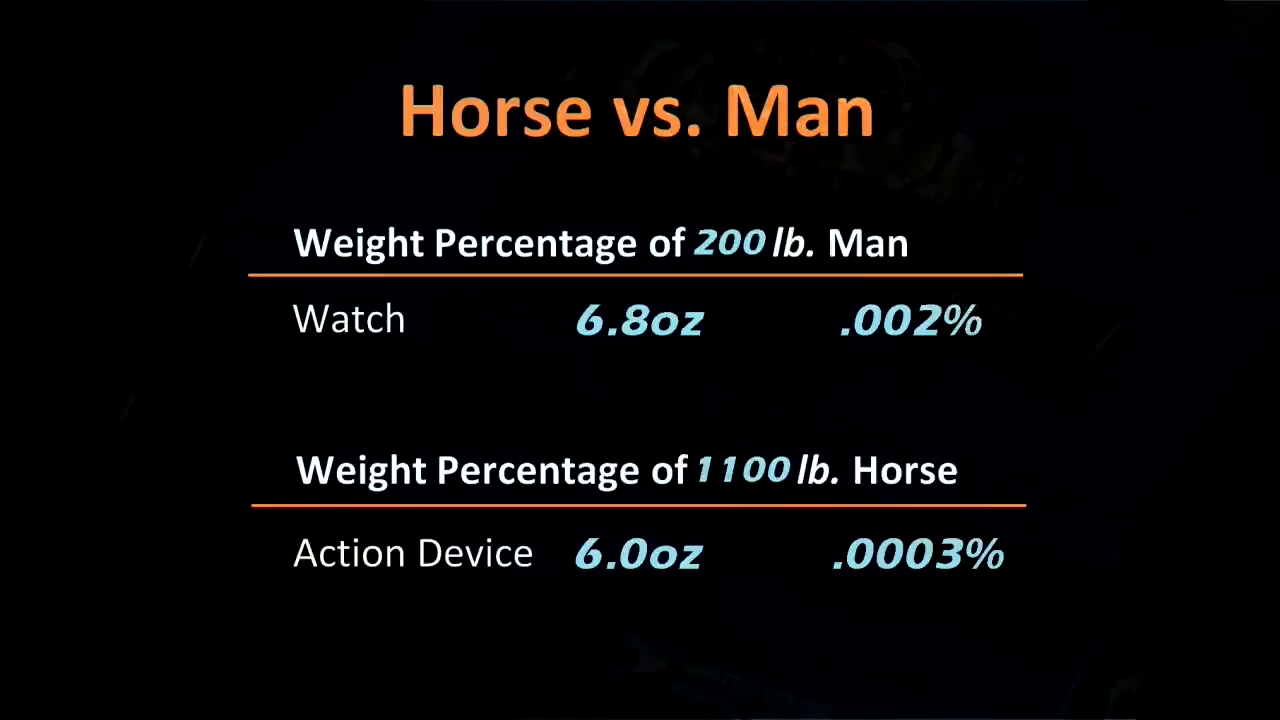 Horse vs. Man
Weight Percentage of 200 lb. Man
Watch 6.8oz .002%
Weight Percentage of 1100 lb. Horse
Action Device 6.0oz .0003%